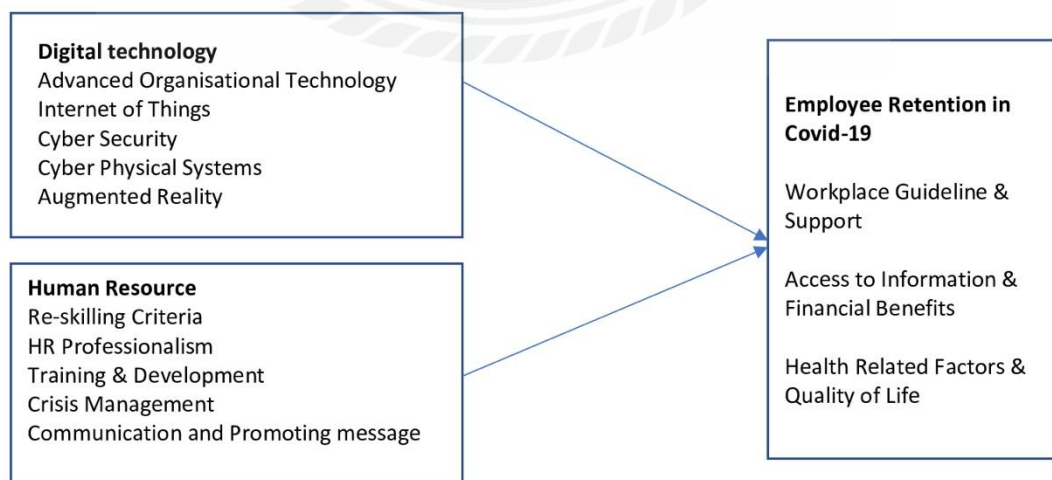 Digital technology
Advanced Organisational Technology
Internet of Things
Cyber Security
Cyber Physical Systems
Augmented Reality
Human Resource
Re-skilling Criteria
HR Professionalism
Training & Development
Crisis Management
Communication and Promoting message
Employee Retention in
Covid-19
Workplace Guideline &
Support
Access to Information &
Financial Benefits
Health Related Factors &
Quality of Life